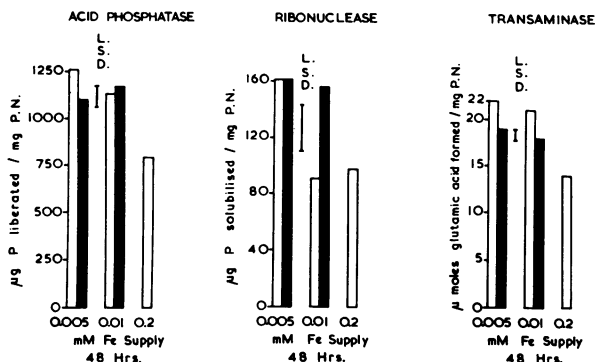 ACID PHOSPHATASE
L.
S.
D.
1250
1000
750
500
250
0
µg P liberated / mg P.N.
0.005 0.01 0.2
mM Fe Supply
48 Hrs.
RIBONUCLEASE
L.
S.
D.
160
120
80
40
0
µg P solubilised / mg P.N.
0.005 0.01 0.2
mM Fe Supply
48 Hrs.
TRANSAMINASE
L.
S.
D.
22
20
15
10
5
0
µ moles glutamic acid formed / mg P.N.
0.005 0.01 0.2
mM Fe Supply
48 Hrs.